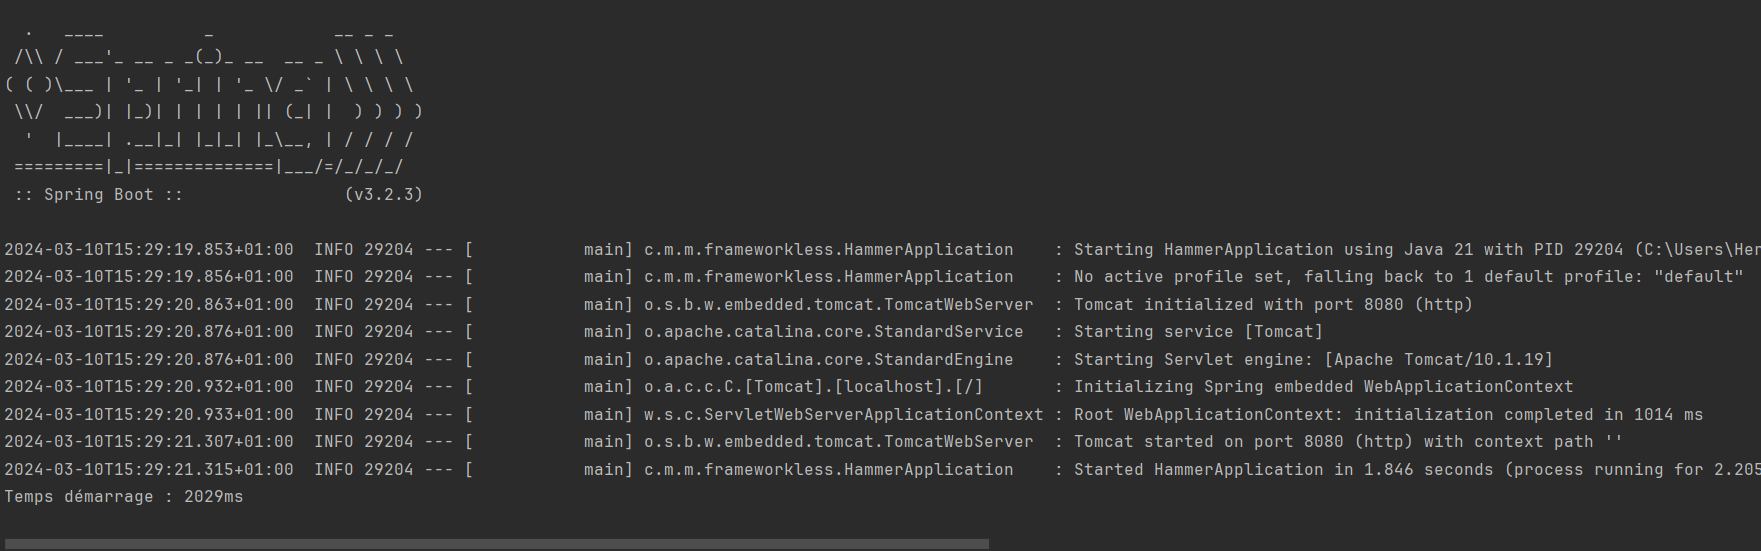 .   ____          _            __ _ _
 /\\ / ___'_ __ _ _(_)_ __  __ _ \ \ \ \
( ( )\___ | '_ | '_| | '_ \/ _` | \ \ \ \
 \\/  ___)| |_)| | | | | || (_| |  ) ) ) )
  '  |____| .__|_| |_|_| |_\__, | / / / /
 =========|_|==============|___/=/_/_/_/
 :: Spring Boot ::                (v3.2.3)
2024-03-10T15:29:19.853+01:00  INFO 29204 --- [           main] c.m.m.frameworkless.HammerApplication    : Starting HammerApplication using Java 21 with PID 29204 (C:\Users\Her
2024-03-10T15:29:19.856+01:00  INFO 29204 --- [           main] c.m.m.frameworkless.HammerApplication    : No active profile set, falling back to 1 default profile: "default"
2024-03-10T15:29:20.863+01:00  INFO 29204 --- [           main] o.s.b.w.embedded.tomcat.TomcatWebServer  : Tomcat initialized with port 8080 (http)
2024-03-10T15:29:20.876+01:00  INFO 29204 --- [           main] o.apache.catalina.core.StandardService   : Starting service [Tomcat]
2024-03-10T15:29:20.876+01:00  INFO 29204 --- [           main] o.apache.catalina.core.StandardEngine    : Starting Servlet engine: [Apache Tomcat/10.1.19]
2024-03-10T15:29:20.932+01:00  INFO 29204 --- [           main] o.a.c.c.C.[Tomcat].[localhost].[/]       : Initializing Spring embedded WebApplicationContext
2024-03-10T15:29:20.933+01:00  INFO 29204 --- [           main] w.s.c.ServletWebServerApplicationContext : Root WebApplicationContext: initialization completed in 1014 ms
2024-03-10T15:29:21.307+01:00  INFO 29204 --- [           main] o.s.b.w.embedded.tomcat.TomcatWebServer  : Tomcat started on port 8080 (http) with context path ''
2024-03-10T15:29:21.315+01:00  INFO 29204 --- [           main] c.m.m.frameworkless.HammerApplication    : Started HammerApplication in 1.846 seconds (process running for 2.205
Temps démarrage : 2029ms